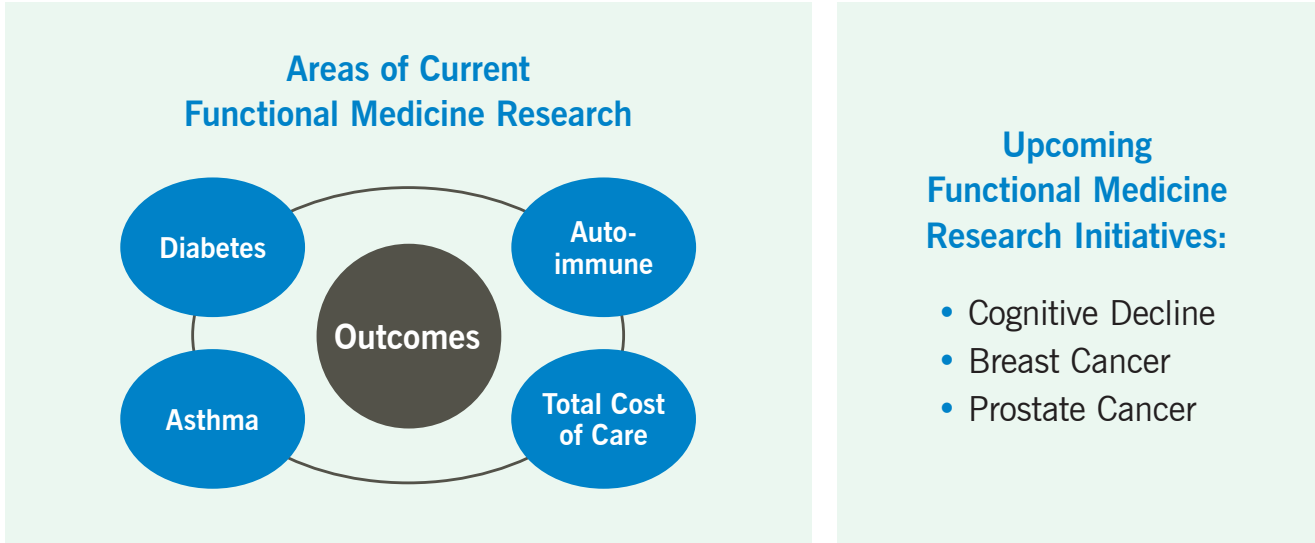 Areas of Current
Functional Medicine Research
Diabetes
Auto-
immune
Outcomes
Asthma
Total Cost
of Care
Upcoming
Functional Medicine
Research Initiatives:
• Cognitive Decline
• Breast Cancer
• Prostate Cancer